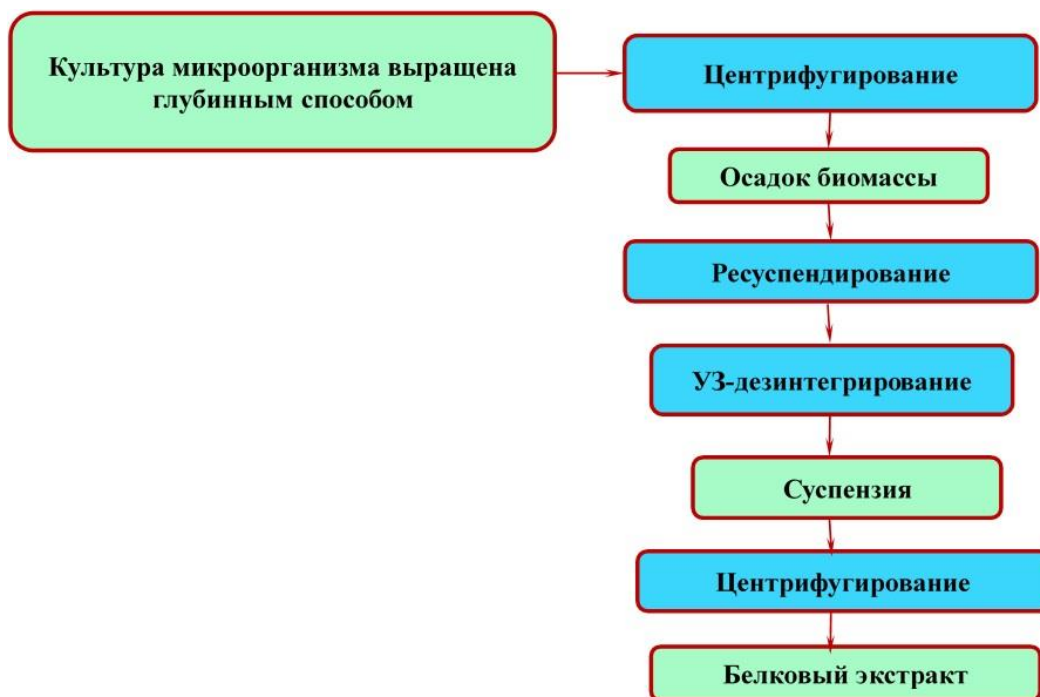 Культура микроорганизма выращена
глубинным способом
Центрифугирование
Осадок биомассы
Ресуспендирование
УЗ-дезинтегрирование
Суспензия
Центрифугирование
Белковый экстракт